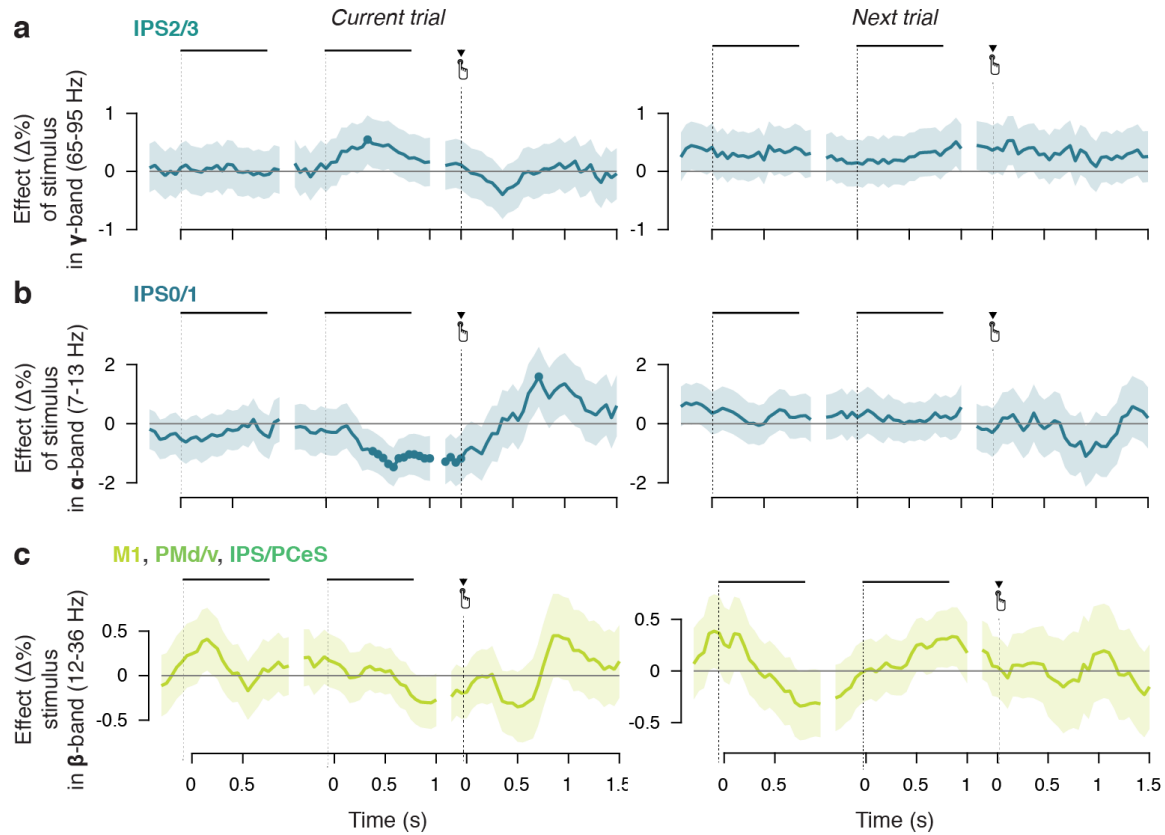 Current trial
Next trial
a
IPS2/3
Effect (Δ%)
of stimulus
in γ-band (65-95 Hz)
1
0
-1
1
0
-1
b
IPS0/1
Effect (Δ%)
of stimulus
in α-band (7-13 Hz)
2
0
-2
2
0
-2
c
M1, PMd/v, IPS/PCeS
Effect (Δ%)
stimulus
in β-band (12-36 Hz)
0.5
0
-0.5
0.5
0
-0.5
0 0.5 0 0.5 1 0 0.5 1 1.5
0 0.5 0 0.5 1 0 0.5 1 1.5
Time (s)
Time (s)